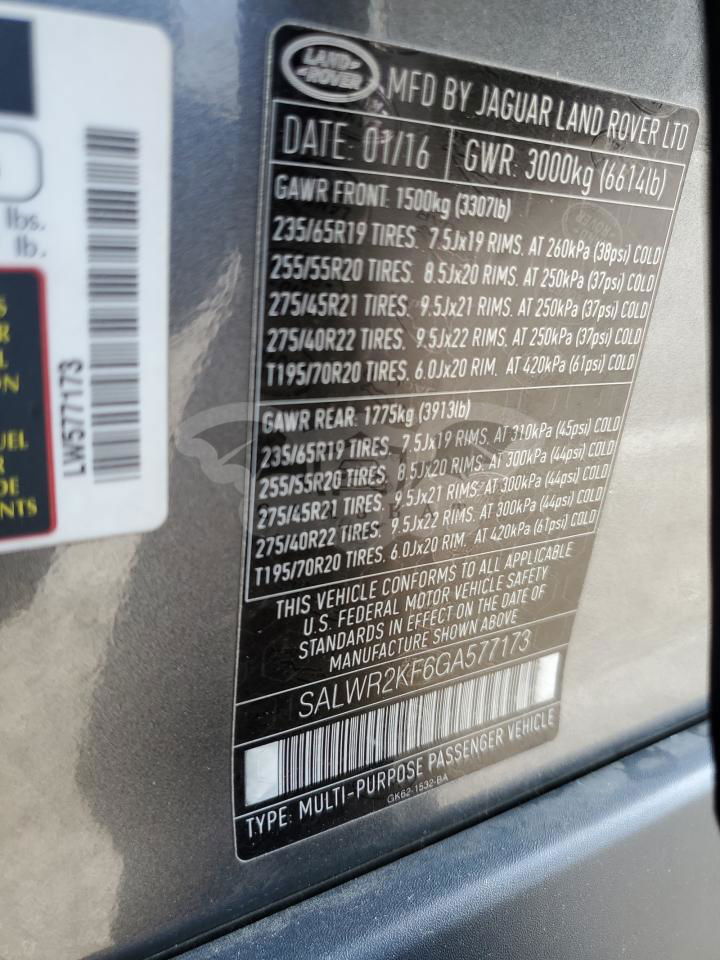 LAND
ROVER
MFD BY JAGUAR LAND ROVER LTD
DATE: 01/16
GWR: 3000kg (6614lb)
GAWR FRONT: 1500kg (3307lb)
235/65R19 TIRES. 7.5Jx19 RIMS. AT 260kPa (38psi) COLD
255/55R20 TIRES. 8.5Jx20 RIMS. AT 250kPa (37psi) COLD
275/45R21 TIRES. 9.5Jx21 RIMS. AT 250kPa (37psi) COLD
275/40R22 TIRES. 9.5Jx22 RIMS. AT 250kPa (37psi) COLD
T195/70R20 TIRES. 6.0Jx20 RIM. AT 420kPa (61psi) COLD
GAWR REAR: 1775kg (3913lb)
235/65R19 TIRES. 7.5Jx19 RIMS. AT 310kPa (45psi) COLD
255/55R20 TIRES. 8.5Jx20 RIMS. AT 300kPa (44psi) COLD
275/45R21 TIRES. 9.5Jx21 RIMS. AT 300kPa (44psi) COLD
275/40R22 TIRES. 9.5Jx22 RIMS. AT 300kPa (44psi) COLD
T195/70R20 TIRES. 6.0Jx20 RIM. AT 420kPa (61psi) COLD
THIS VEHICLE CONFORMS TO ALL APPLICABLE
U.S. FEDERAL MOTOR VEHICLE SAFETY
STANDARDS IN EFFECT ON THE DATE OF
MANUFACTURE SHOWN ABOVE
SALWR2KF6GA577173
TYPE: MULTI-PURPOSE PASSENGER VEHICLE
GK62-1532-BA
lbs.
lb.
LW577173